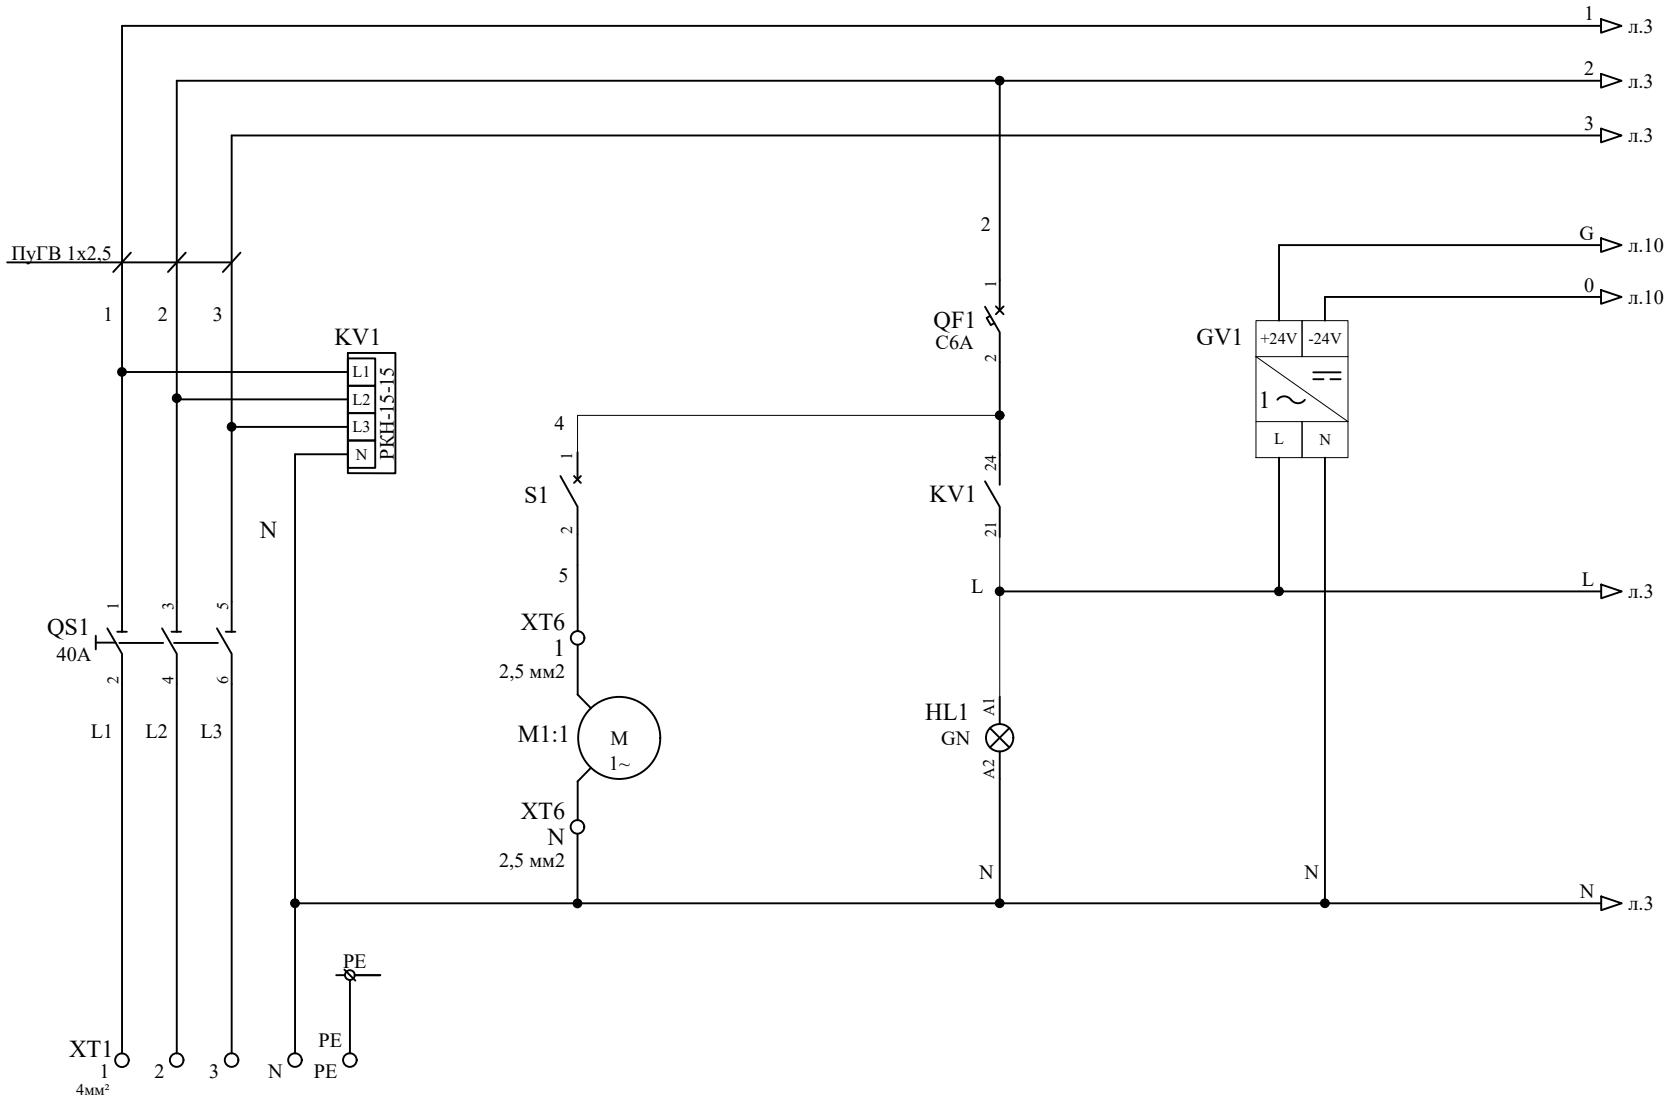 1
л.3
2
л.3
3
л.3
ПуГВ 1х2,5
1
2
3
KV1
L1
L2
L3
N
РКН-15-15
N
2
1
QF1
C6A
2
G
л.10
0
л.10
GV1
+24V
-24V
1
L
N
4
1
S1
2
5
24
KV1
21
L
L
л.3
1
3
5
QS1
40A
2
4
6
L1
L2
L3
XT6
1
2,5 мм2
M1:1
M
1~
XT6
N
2,5 мм2
A1
HL1
GN
A2
N
N
N
л.3
PE
PE
XT1
1
2
3
N
PE
4мм²